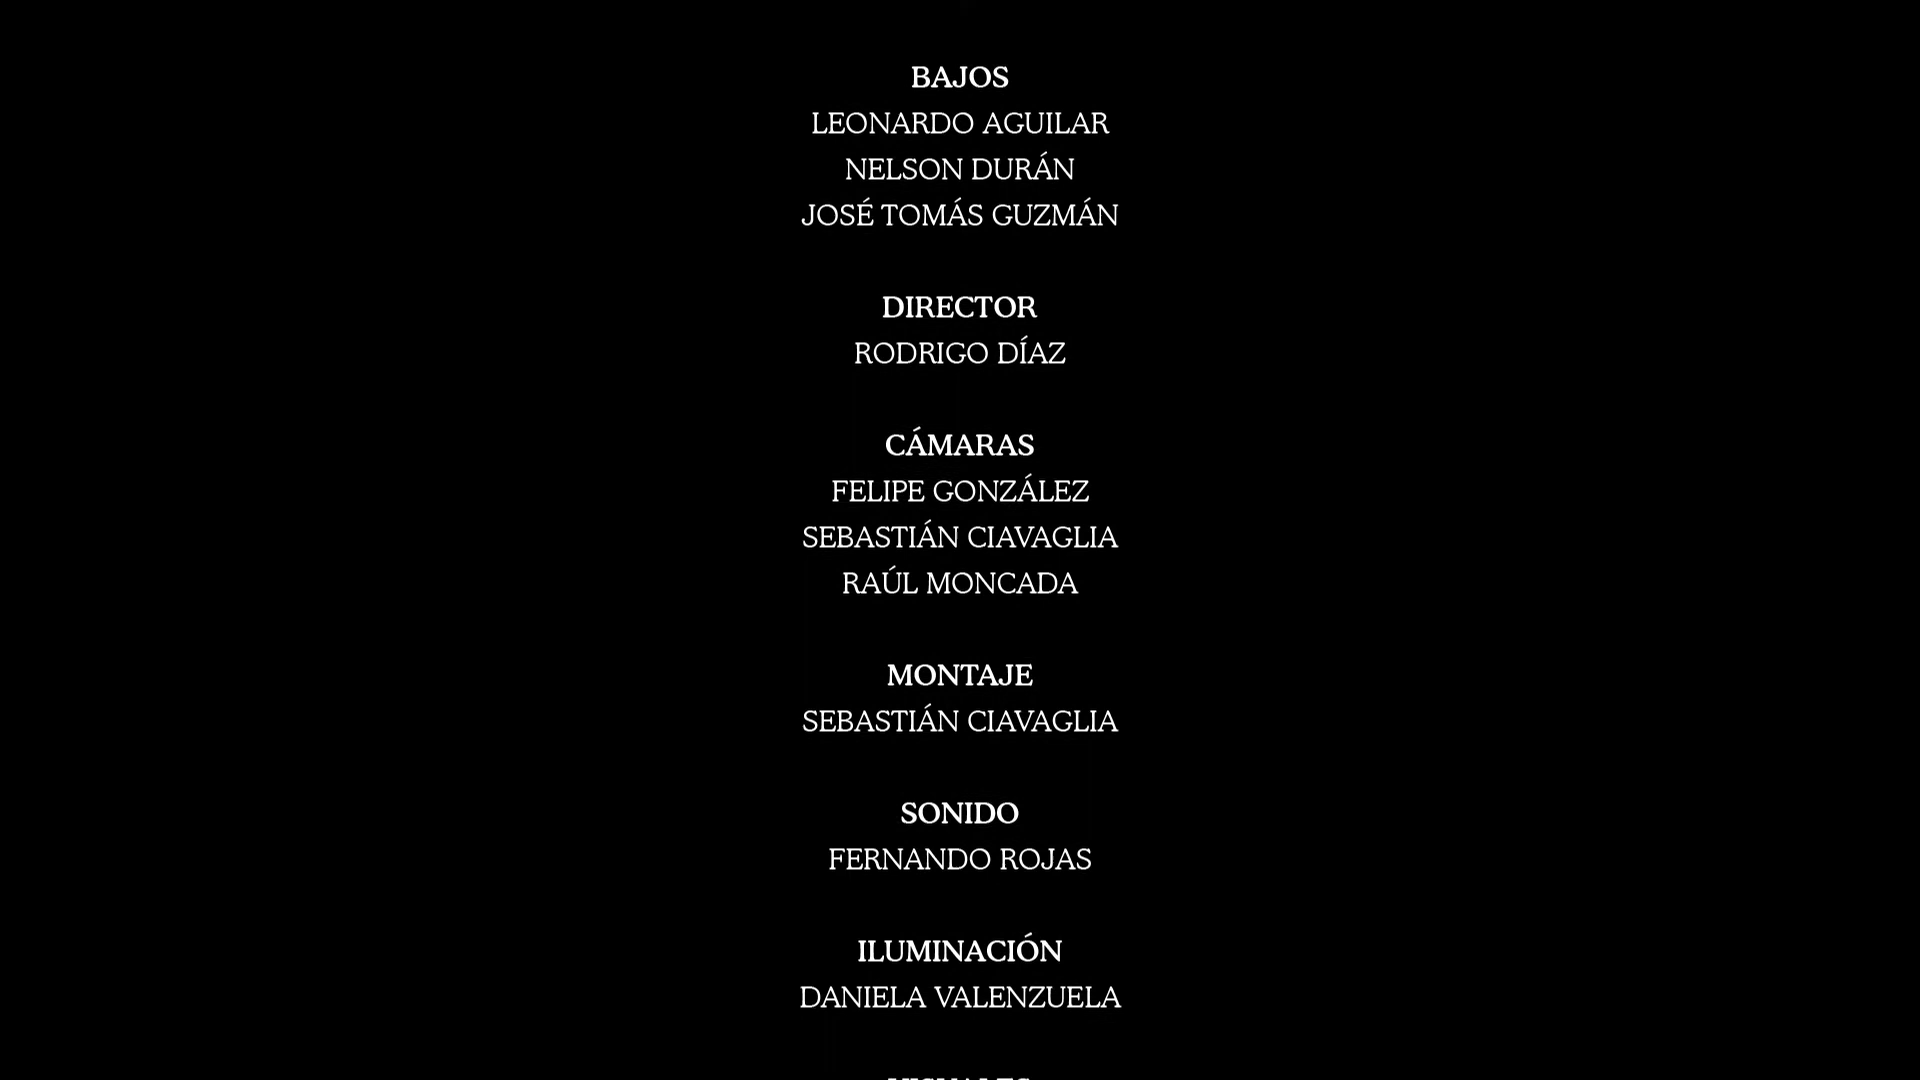 BAJOS
LEONARDO AGUILAR
NELSON DURÁN
JOSÉ TOMÁS GUZMÁN
DIRECTOR
RODRIGO DÍAZ
CÁMARAS
FELIPE GONZÁLEZ
SEBASTIÁN CIAVAGLIA
RAÚL MONCADA
MONTAJE
SEBASTIÁN CIAVAGLIA
SONIDO
FERNANDO ROJAS
ILUMINACIÓN
DANIELA VALENZUELA